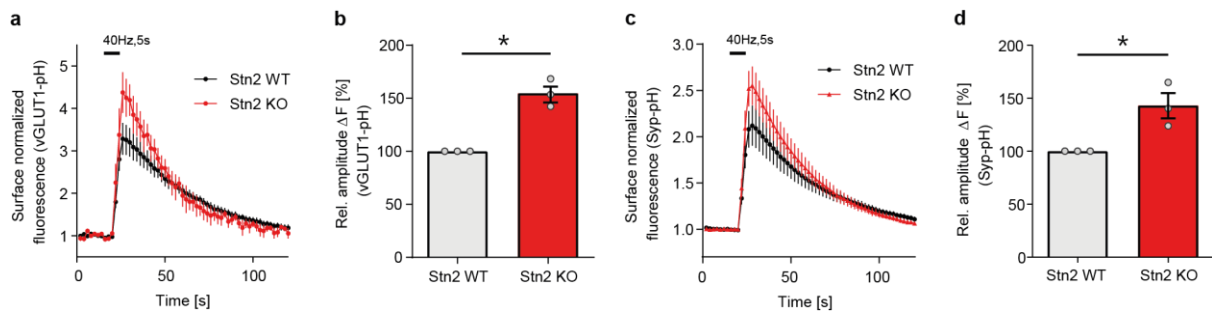 a
40Hz,5s
Surface normalized
fluorescence (vGLUT1-pH)
5
4
3
2
1
0
50
100
Time [s]
Stn2 WT
Stn2 KO
b
Rel. amplitude ΔF [%]
(vGLUT1-pH)
200
150
100
50
0
*
Stn2 WT
Stn2 KO
c
40Hz,5s
Surface normalized
fluorescence (Syp-pH)
3.0
2.5
2.0
1.5
1.0
0
50
100
Time [s]
Stn2 WT
Stn2 KO
d
Rel. amplitude ΔF [%]
(Syp-pH)
200
150
100
50
0
*
Stn2 WT
Stn2 KO